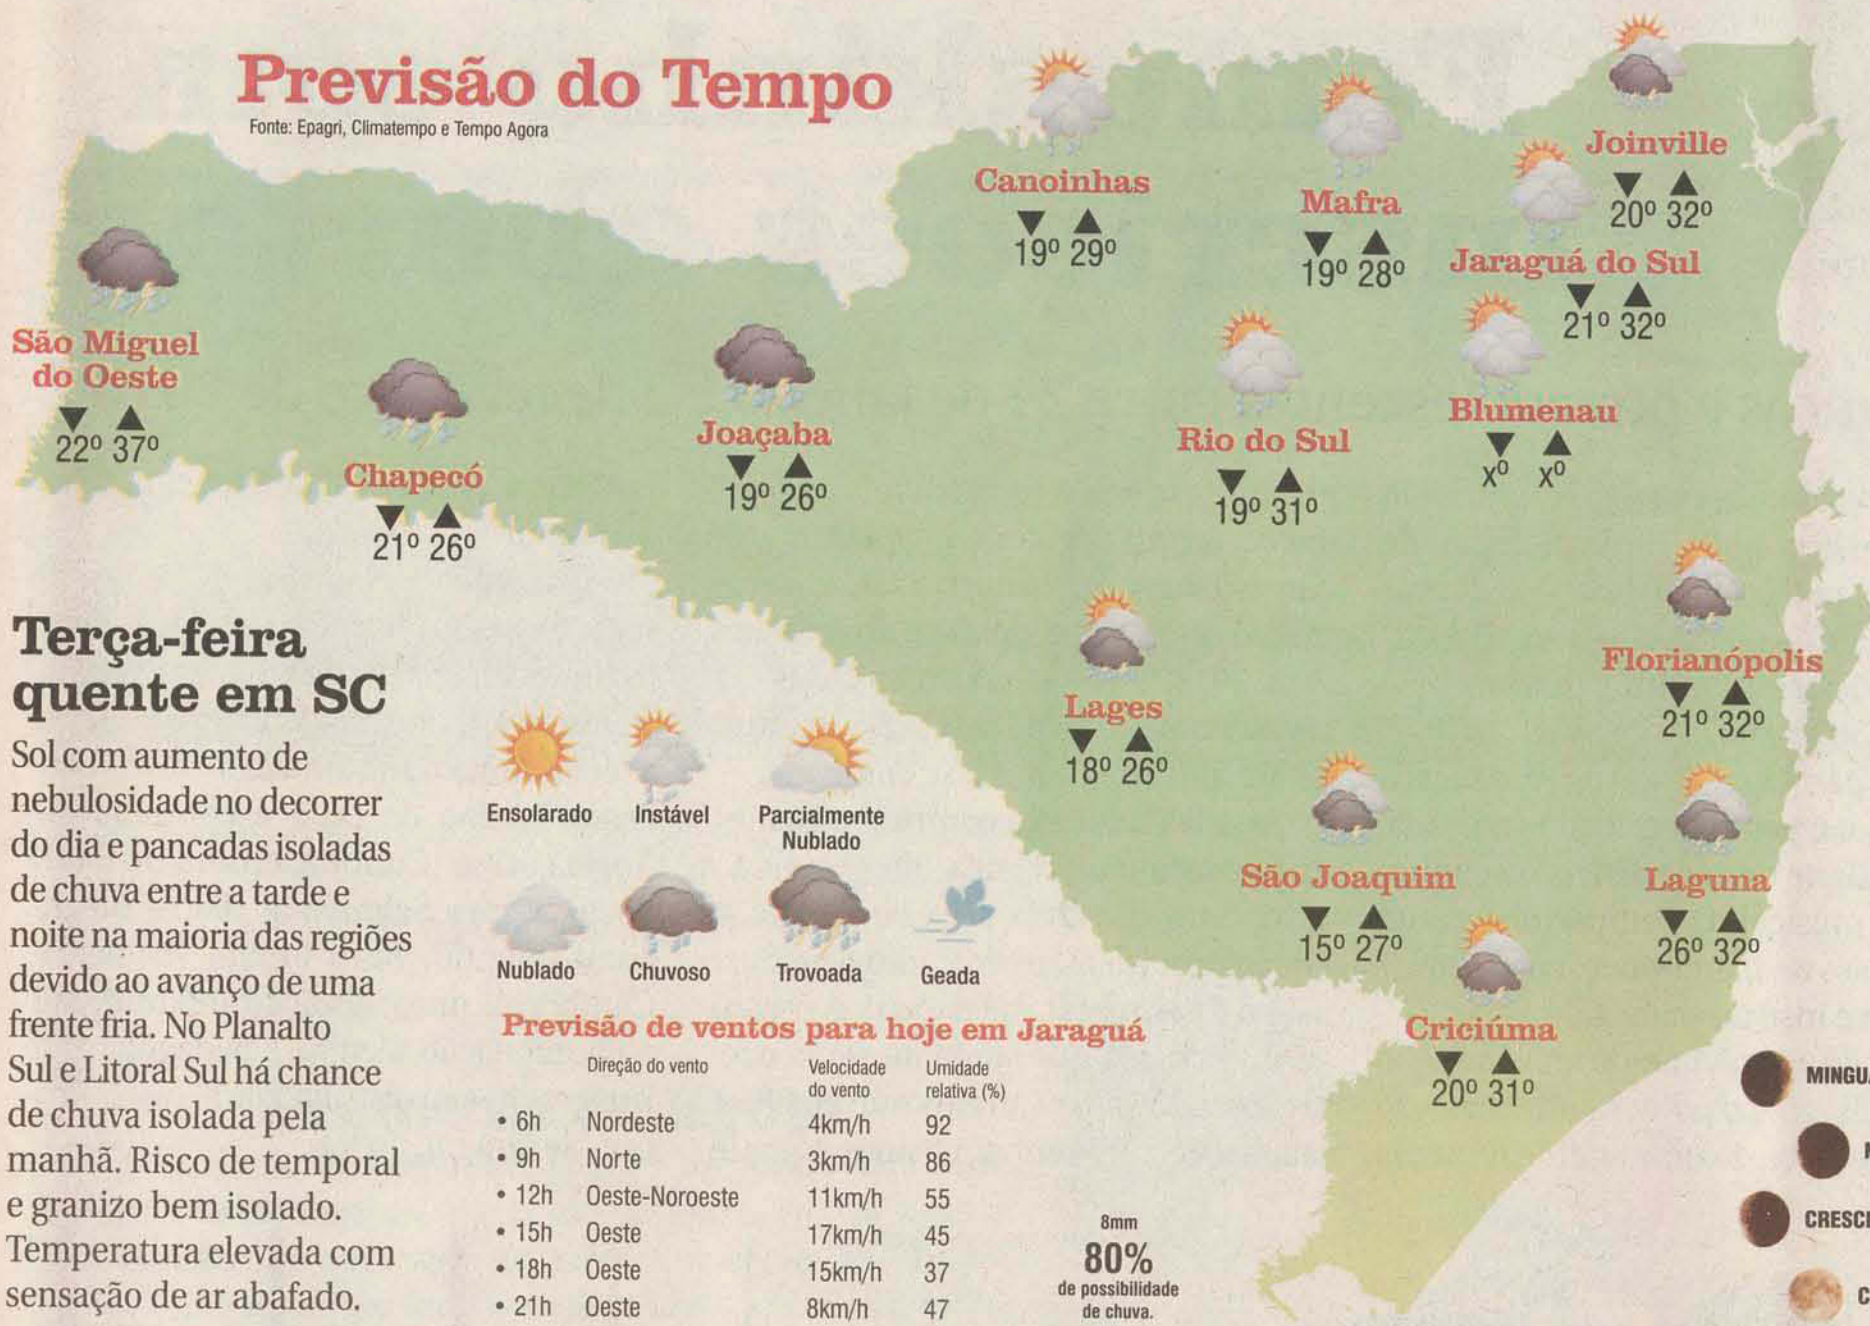 Previsão do Tempo
Fonte: Epagri, Climatempo e Tempo Agora
Joinville
20º 32º
Canoinhas
19º 29º
Mafra
19º 28º
Jaraguá do Sul
21º 32º
São Miguel
do Oeste
22º 37º
Chapecó
21º 26º
Joaçaba
19º 26º
Rio do Sul
19º 31º
Blumenau
xº xº
Florianópolis
21º 32º
Lages
18º 26º
São Joaquim
15º 27º
Laguna
26º 32º
Criciúma
20º 31º
Terça-feira
quente em SC
Sol com aumento de
nebulosidade no decorrer
do dia e pancadas isoladas
de chuva entre a tarde e
noite na maioria das regiões
devido ao avanço de uma
frente fria. No Planalto
Sul e Litoral Sul há chance
de chuva isolada pela
manhã. Risco de temporal
e granizo bem isolado.
Temperatura elevada com
sensação de ar abafado.
Ensolarado
Instável
Parcialmente
Nublado
Nublado
Chuvoso
Trovoada
Geada
Previsão de ventos para hoje em Jaraguá
Direção do vento Velocidade do vento Umidade relativa (%)
• 6h Nordeste 4km/h 92
• 9h Norte 3km/h 86
• 12h Oeste-Noroeste 11km/h 55
• 15h Oeste 17km/h 45
• 18h Oeste 15km/h 37
• 21h Oeste 8km/h 47
8mm
80%
de possibilidade
de chuva.
MINGU
CRESC
C